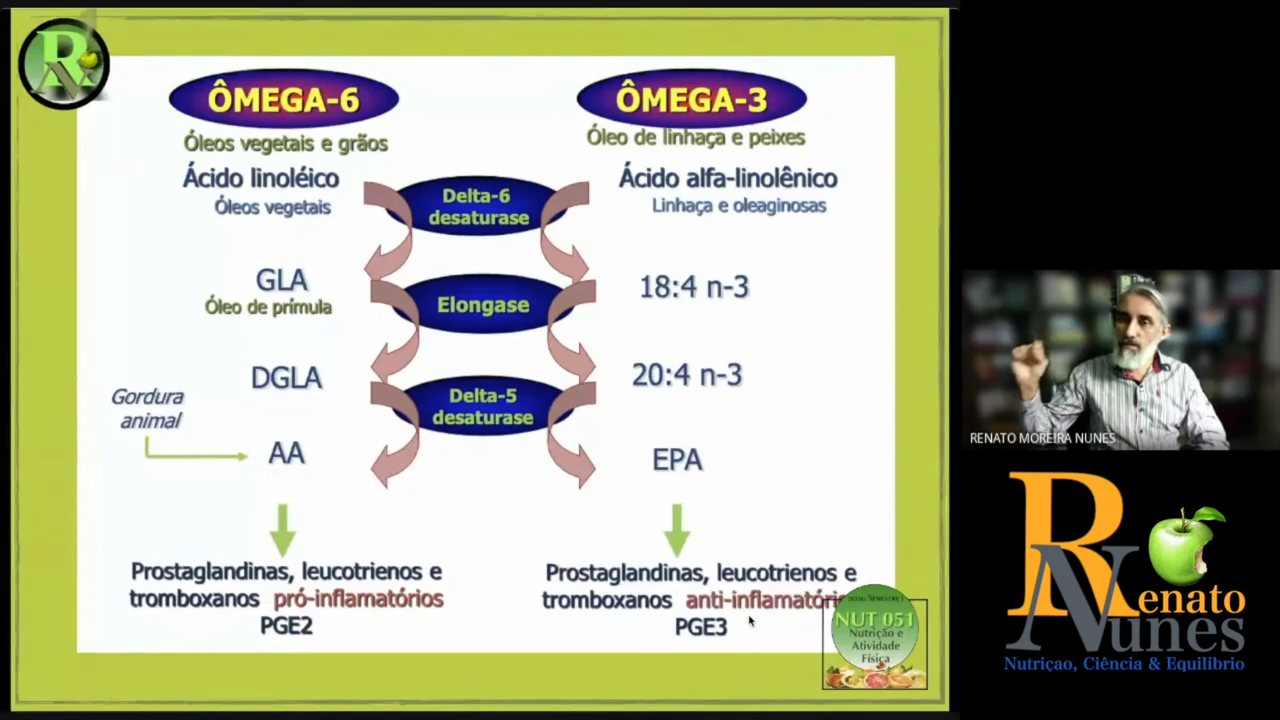 RN
ÔMEGA-6
ÔMEGA-3
Óleos vegetais e grãos
Óleo de linhaça e peixes
Ácido linoléico
Óleos vegetais
Delta-6
desaturase
Ácido alfa-linolênico
Linhaça e oleaginosas
GLA
Óleo de prímula
Elongase
18:4 n-3
DGLA
Delta-5
desaturase
20:4 n-3
Gordura
animal
AA
EPA
Prostaglandinas, leucotrienos e
tromboxanos pró-inflamatórios
PGE2
Prostaglandinas, leucotrienos e
tromboxanos anti-inflamatóri
PGE3
NUT 051
Nutrição e
Atividade
Física
RENATO MOREIRA NUNES
Renato
Nunes
Nutriçao, Ciência & Equilibrio